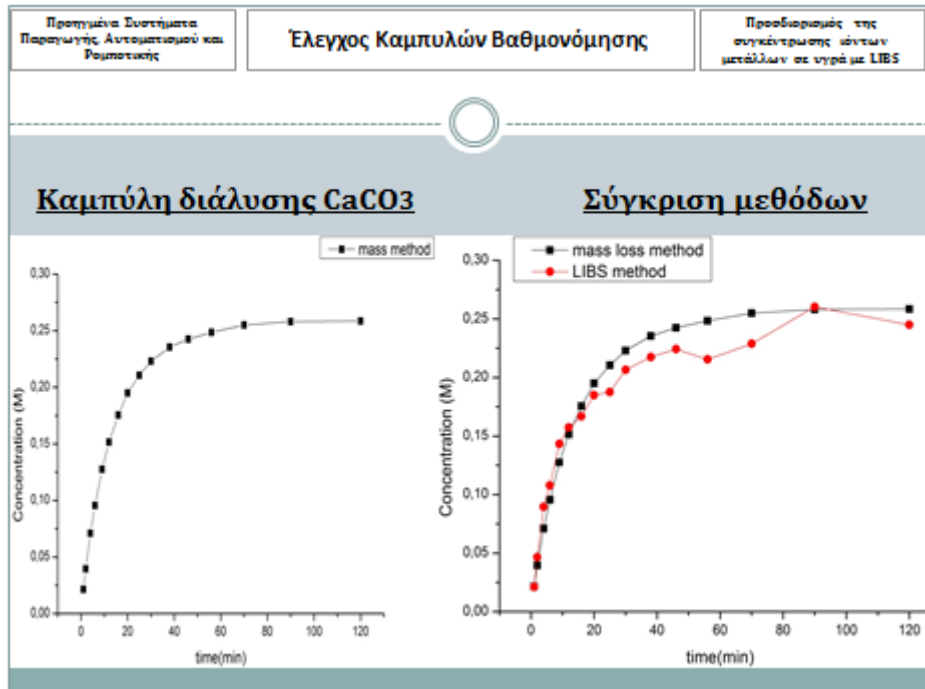 Προηγμένα Συστήματα
Παραγωγής, Αυτοματισμού και
Ρομποτικής
Έλεγχος Καμπυλών Βαθμονόμησης
Προσδιορισμός της
συγκέντρωσης ιόντων
μετάλλων σε υγρά με LIBS
Καμπύλη διάλυσης CaCO3
Σύγκριση μεθόδων
mass method
0,30
0,25
0,20
0,15
0,10
0,05
0,00
Concentration (M)
0 20 40 60 80 100 120
time(min)
mass loss method
LIBS method
0,30
0,25
0,20
0,15
0,10
0,05
0,00
Concentration (M)
0 20 40 60 80 100 120
time(min)